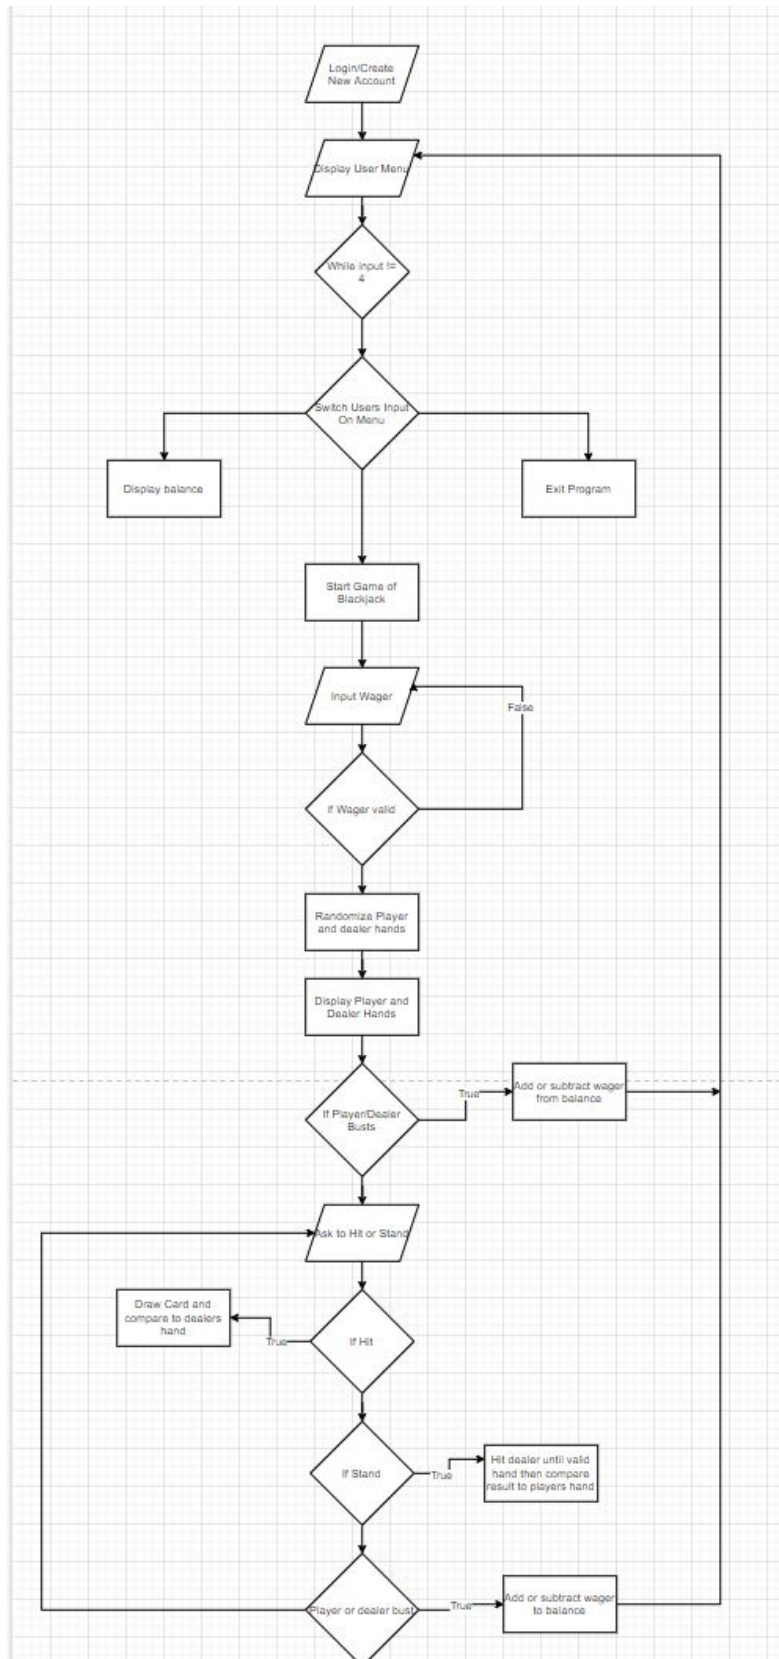 Login/Create
New Account
Display User Menu
While input !=
4
Switch Users Input
On Menu
Display balance
Exit Program
Start Game of
Blackjack
Input Wager
False
If Wager valid
Randomize Player
and dealer hands
Display Player and
Dealer Hands
If Player/Dealer
Busts
True
Add or subtract wager
from balance
Ask to Hit or Stand
Draw Card and
compare to dealers
hand
True
If Hit
If Stand
True
Hit dealer until valid
hand then compare
result to players hand
Player or dealer bust
True
Add or subtract wager
to balance